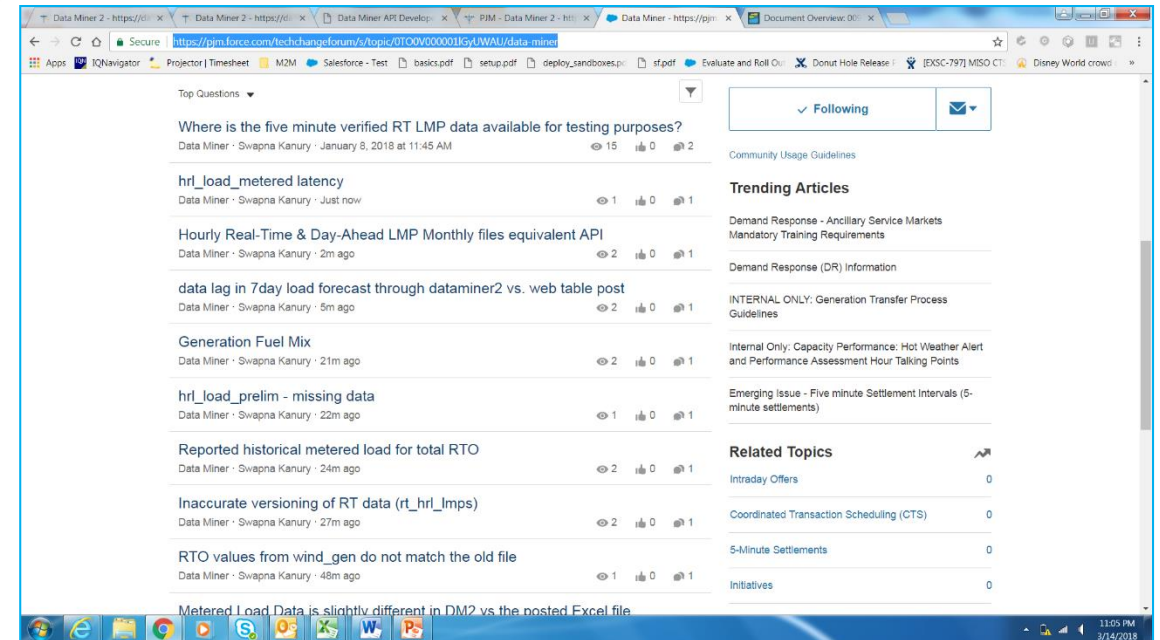 Data Miner 2 - https://d
Data Miner 2 - https://d
Data Miner API Develop
PJM - Data Miner 2 - htt
Data Miner - https://pjm
Document Overview: 00
Secure
https://pjm.force.com/techchangeforum/s/topic/0TO0V000001lGyUWAU/data-miner
Apps
IQNavigator
Projector | Timesheet
M2M
Salesforce - Test
basics.pdf
setup.pdf
deploy_sandboxes.p
sf.pdf
Evaluate and Roll Ou
Donut Hole Release
[EXSC-797] MISO CT
Disney World crowd
»
Top Questions
Where is the five minute verified RT LMP data available for testing purposes?
Data Miner · Swapna Kanury · January 8, 2018 at 11:45 AM
15 0 2
hrl_load_metered latency
Data Miner · Swapna Kanury · Just now
1 0 1
Hourly Real-Time & Day-Ahead LMP Monthly files equivalent API
Data Miner · Swapna Kanury · 2m ago
2 0 1
data lag in 7day load forecast through dataminer2 vs. web table post
Data Miner · Swapna Kanury · 5m ago
2 0 1
Generation Fuel Mix
Data Miner · Swapna Kanury · 21m ago
2 0 1
hrl_load_prelim - missing data
Data Miner · Swapna Kanury · 22m ago
1 0 1
Reported historical metered load for total RTO
Data Miner · Swapna Kanury · 24m ago
2 0 1
Inaccurate versioning of RT data (rt_hrl_lmps)
Data Miner · Swapna Kanury · 27m ago
2 0 1
RTO values from wind_gen do not match the old file
Data Miner · Swapna Kanury · 48m ago
1 0 1
Metered Load Data is slightly different in DM2 vs the posted Excel file
Following
Community Usage Guidelines
Trending Articles
Demand Response - Ancillary Service Markets
Mandatory Training Requirements
Demand Response (DR) Information
INTERNAL ONLY: Generation Transfer Process
Guidelines
Internal Only: Capacity Performance: Hot Weather Alert
and Performance Assessment Hour Talking Points
Emerging Issue - Five minute Settlement Intervals (5-
minute settlements)
Related Topics
Intraday Offers 0
Coordinated Transaction Scheduling (CTS) 0
5-Minute Settlements 0
Initiatives 0
11:05 PM
3/14/2018